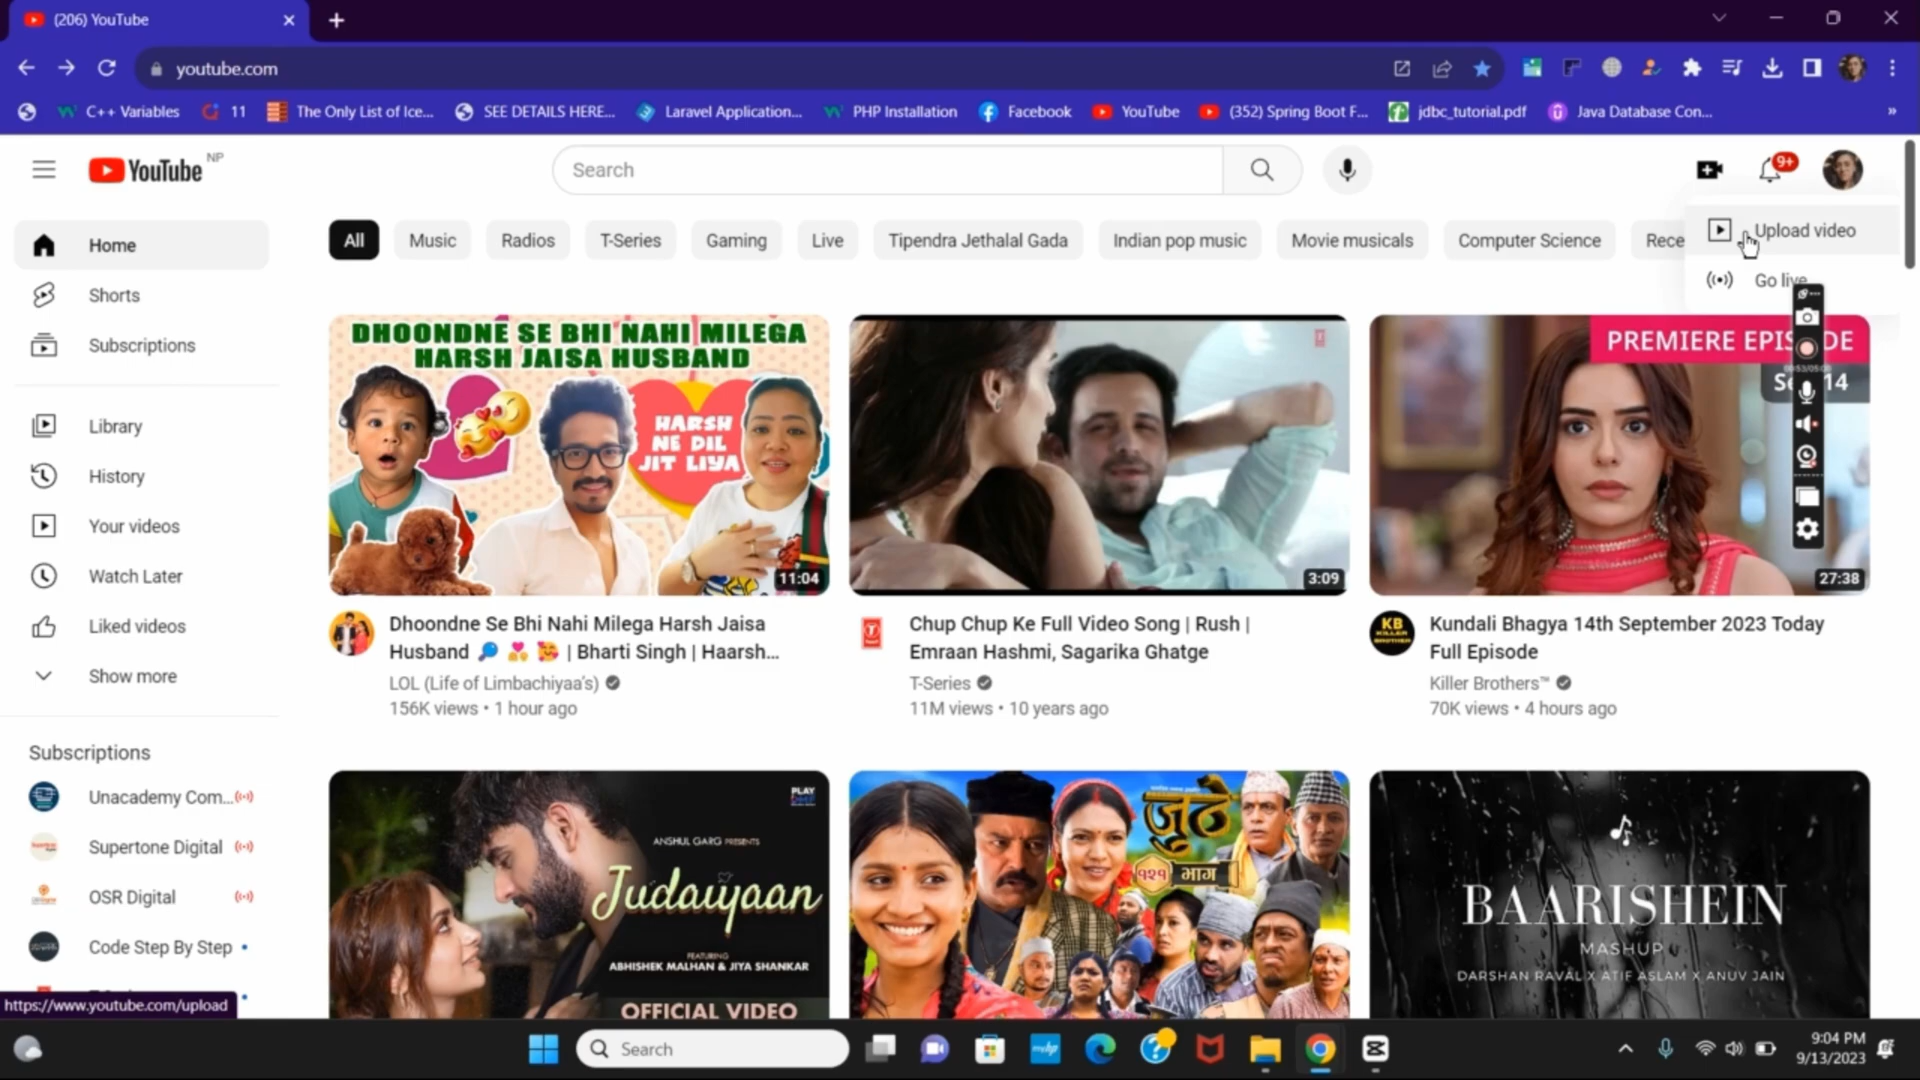 (206) YouTube
youtube.com
C++ Variables
11
The Only List of Ice...
SEE DETAILS HERE...
Laravel Application...
PHP Installation
Facebook
YouTube
(352) Spring Boot F...
jdbc_tutorial.pdf
Java Database Con...
»
YouTube NP
Search
9+
Home
Shorts
Subscriptions
Library
History
Your videos
Watch Later
Liked videos
Show more
Subscriptions
Unacademy Com...
Supertone Digital
OSR Digital
Code Step By Step
https://www.youtube.com/upload
All
Music
Radios
T-Series
Gaming
Live
Tipendra Jethalal Gada
Indian pop music
Movie musicals
Computer Science
Rece
Upload video
Go live
DHOONDNE SE BHI NAHI MILEGA
HARSH JAISA HUSBAND
HARSH
NE DIL
JIT LIYA
11:04
Dhoondne Se Bhi Nahi Milega Harsh Jaisa
Husband 🔎 💑 🥰 | Bharti Singh | Haarsh...
LOL (Life of Limbachiyaa's)
156K views • 1 hour ago
3:09
Chup Chup Ke Full Video Song | Rush |
Emraan Hashmi, Sagarika Ghatge
T-Series
11M views • 10 years ago
PREMIERE EPIS DE
14
27:38
KB
KILLER
BROTHER
Kundali Bhagya 14th September 2023 Today
Full Episode
Killer Brothers™
70K views • 4 hours ago
PLAY
ANSHUL GARG PRESENTS
Judaiyaan
FEATURING
ABHISHEK MALHAN & JIYA SHANKAR
OFFICIAL VIDEO
जुठे
१२१ भाग
BAARISHEIN
MASHUP
DARSHAN RAVAL X ATIF ASLAM X ANUV JAIN
Search
myhp
9:04 PM
9/13/2023